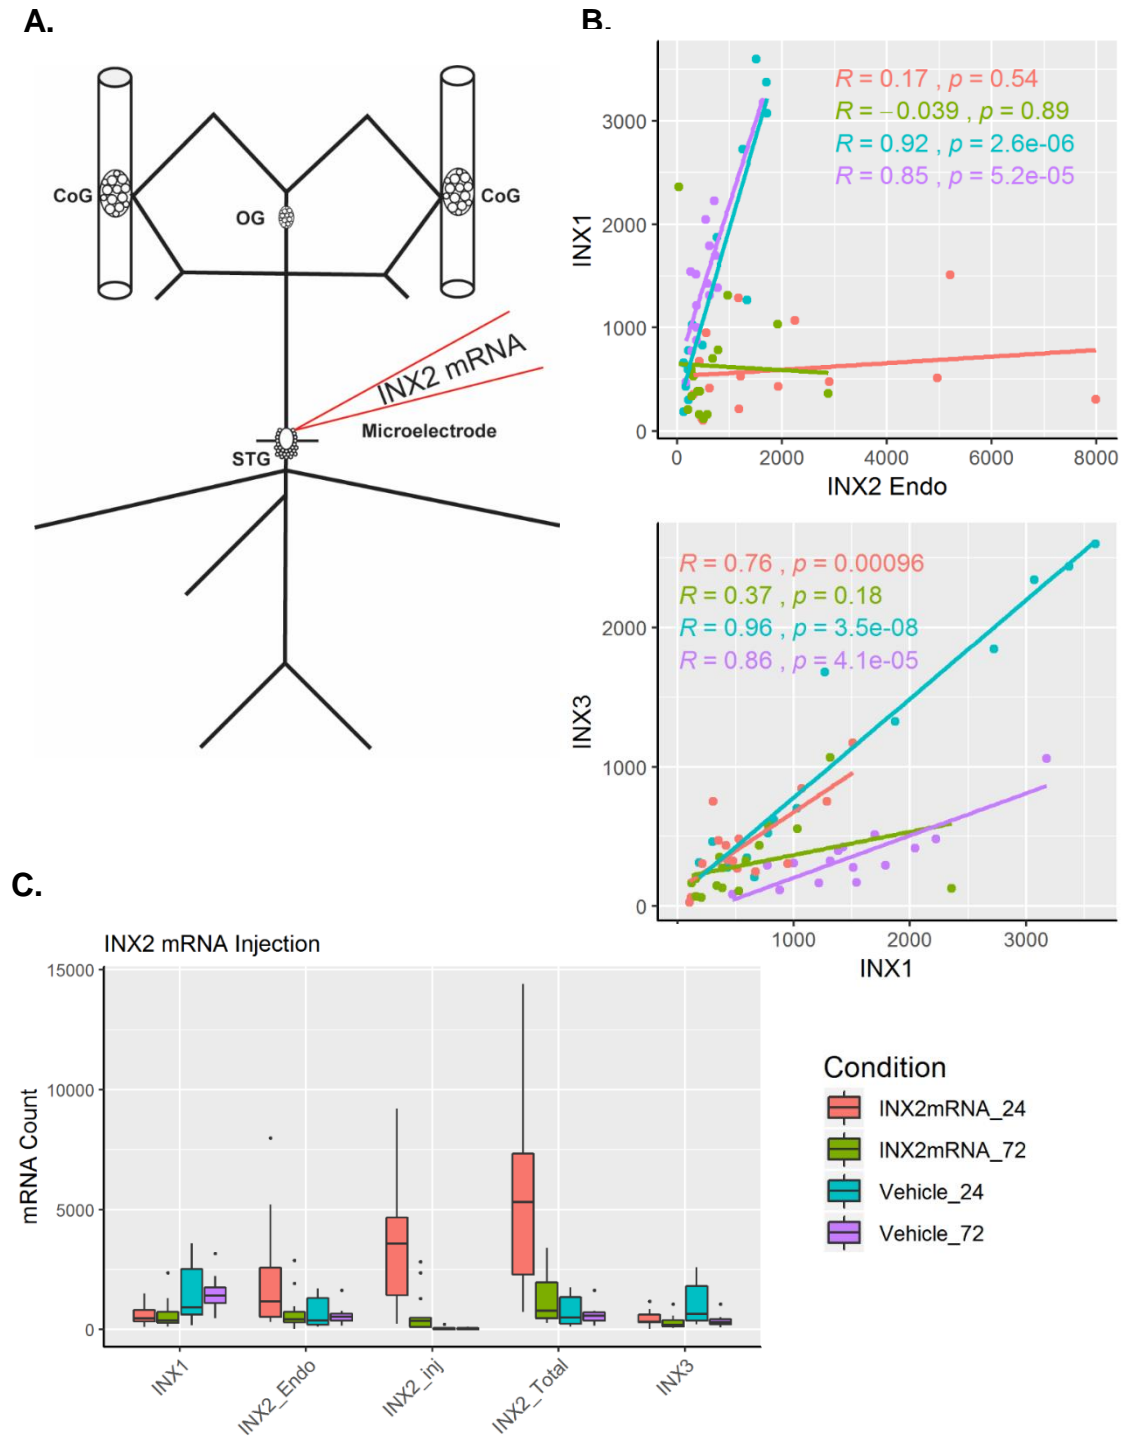 A.
CoG
CoG
OG
INX2 mRNA
Microelectrode
STG
B.
R = 0.17 , p = 0.54
R = −0.039 , p = 0.89
R = 0.92 , p = 2.6e-06
R = 0.85 , p = 5.2e-05
INX1
3000
2000
1000
0
0 2000 4000 6000 8000
INX2 Endo
R = 0.76 , p = 0.00096
R = 0.37 , p = 0.18
R = 0.96 , p = 3.5e-08
R = 0.86 , p = 4.1e-05
INX3
2000
1000
0
1000 2000 3000
INX1
C.
INX2 mRNA Injection
mRNA Count
15000
10000
5000
0
INX1
INX2_Endo
INX2_inj
INX2_Total
INX3
Condition
INX2mRNA_24
INX2mRNA_72
Vehicle_24
Vehicle_72